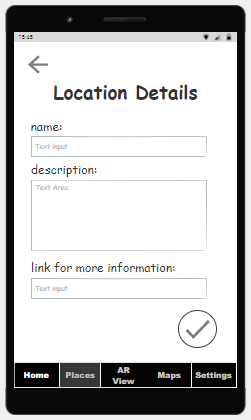 15:45
Location Details
name:
Text input
description:
Text Area
link for more information:
Text input
Home Places AR View Maps Settings